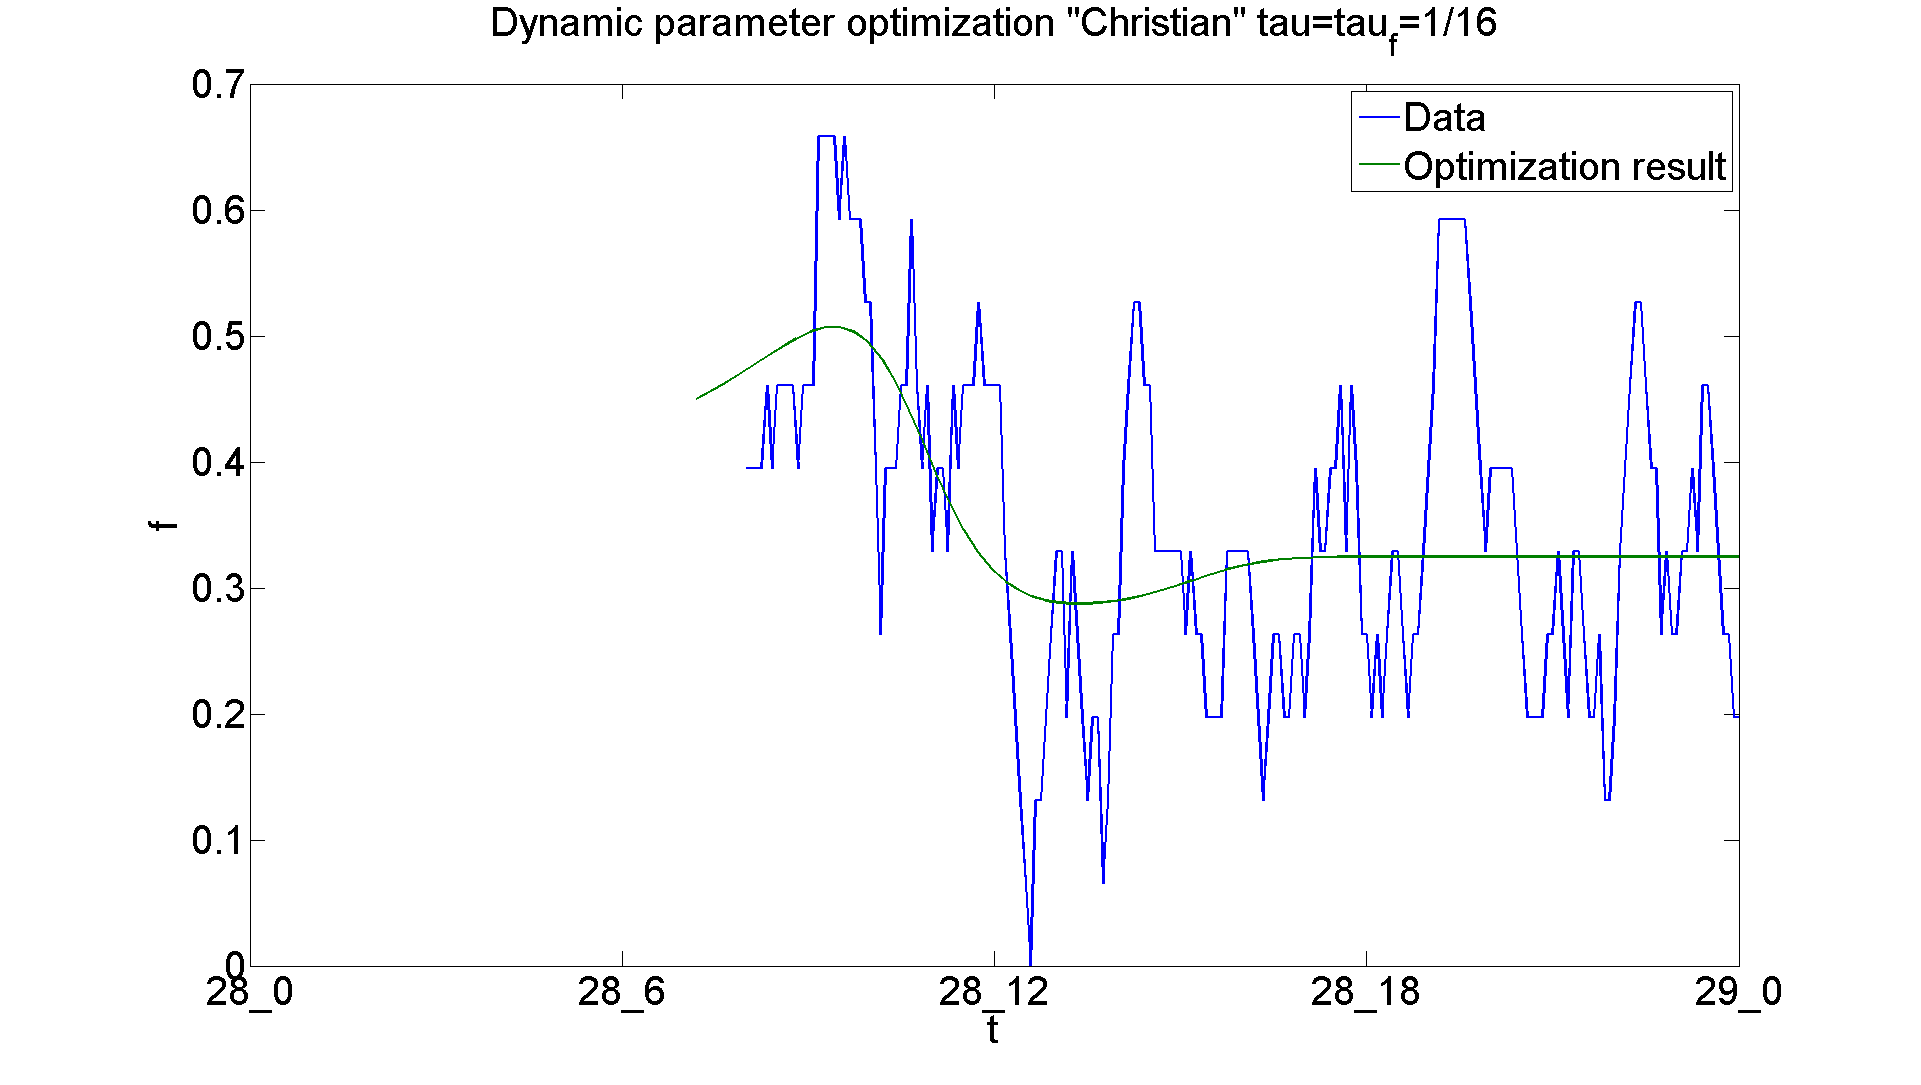 Dynamic parameter optimization "Christian" tau=tau_f=1/16
0.7
Data
Optimization result
0.6
0.5
0.4
f
0.3
0.2
0.1
0
28_0 28_6 28_12 28_18 29_0
t